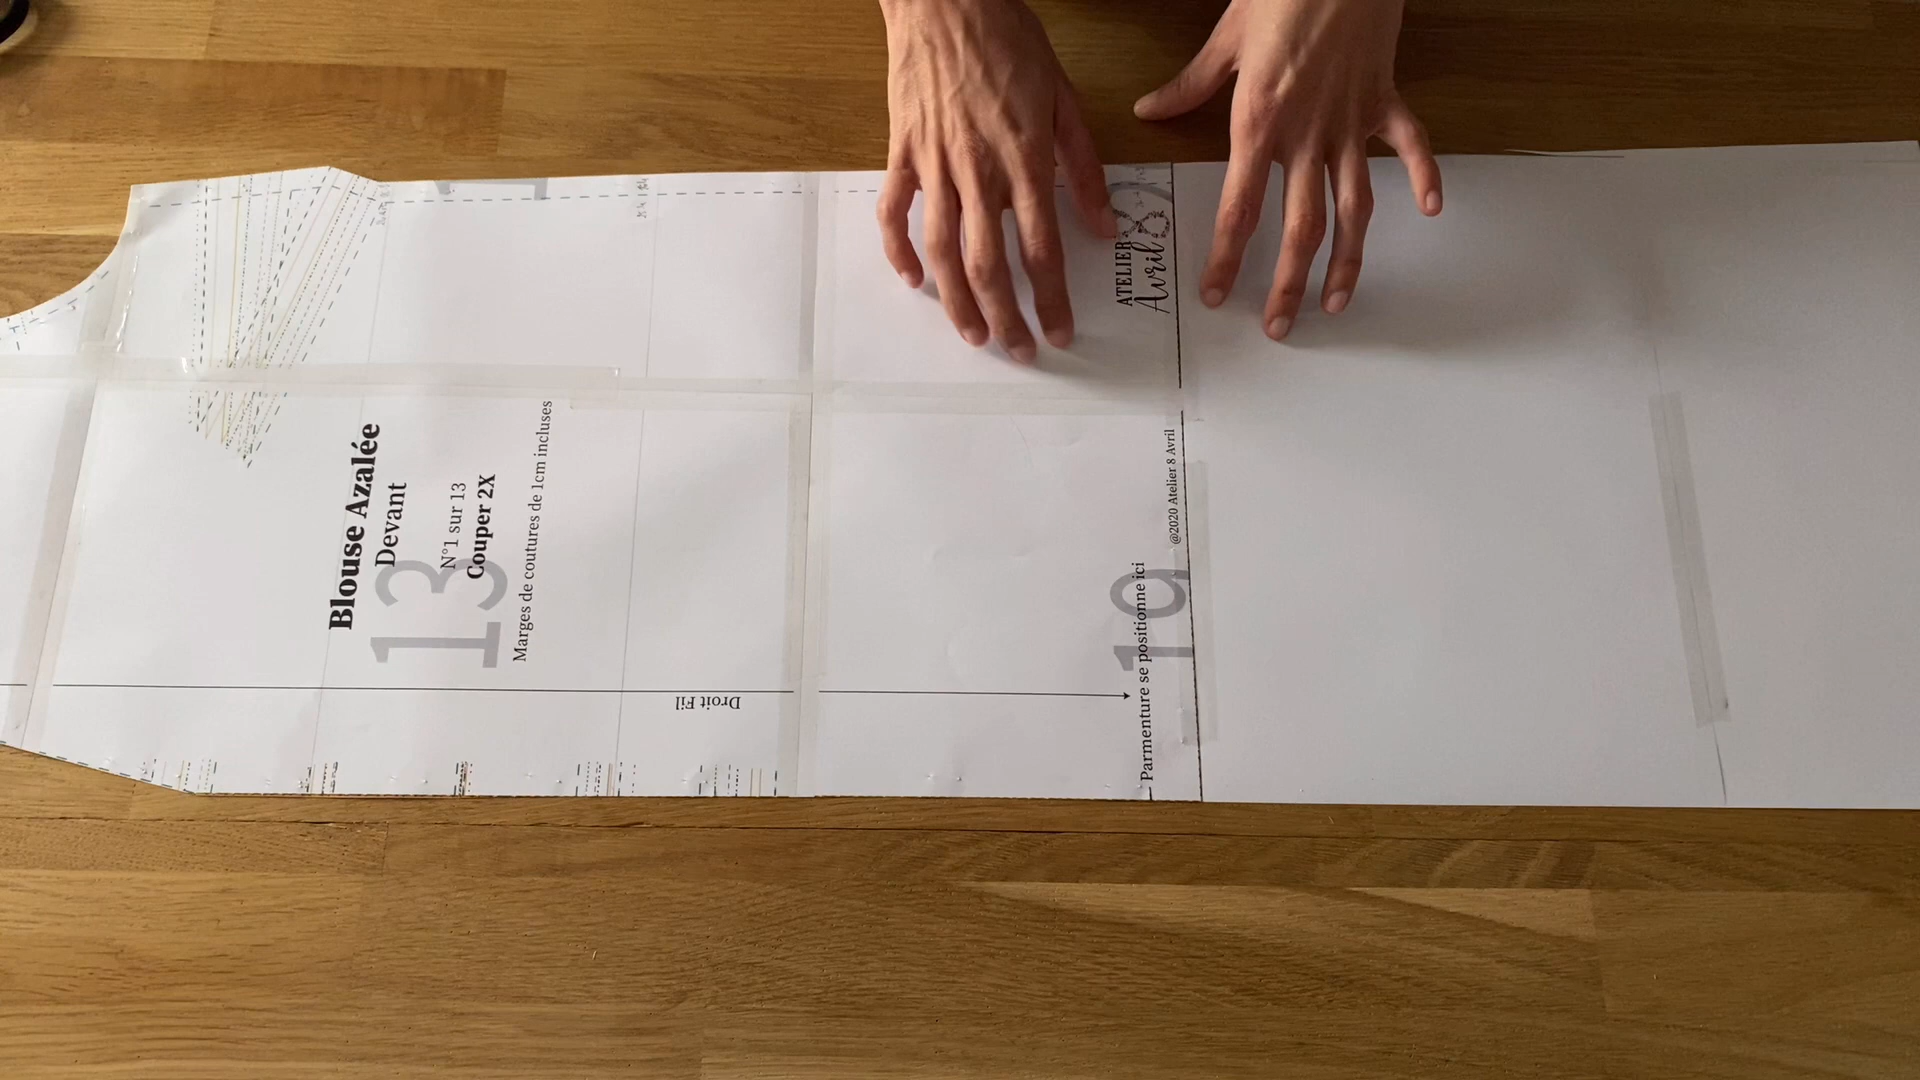 Blouse Azalée
Devant
N°1 sur 13
Couper 2X
Marges de coutures de 1cm incluses
13
Droit Fil
ATELIER
8
Avril
@2020 Atelier 8 Avril
19
Parmenture se positionne ici